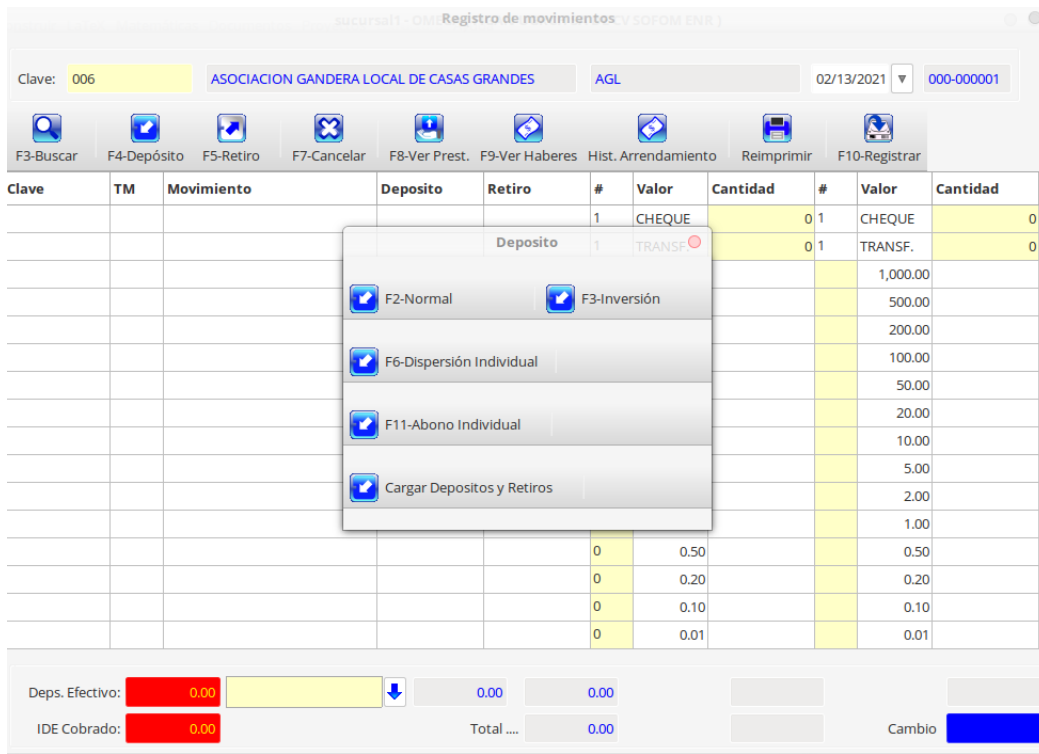 sucursal1 - OM Registro de movimientos CV SOFOM ENR ]
Clave: 006 ASOCIACION GANDERA LOCAL DE CASAS GRANDES AGL 02/13/2021 000-000001
F3-Buscar F4-Depósito F5-Retiro F7-Cancelar F8-Ver Prest. F9-Ver Haberes Hist. Arrendamiento Reimprimir F10-Registrar
Clave TM Movimiento Deposito Retiro # Valor Cantidad # Valor Cantidad
1 CHEQUE 0 1 CHEQUE 0
Deposito 1 TRANSF. 0 1 TRANSF. 0
1,000.00
F2-Normal F3-Inversión 500.00
200.00
F6-Dispersión Individual 100.00
50.00
20.00
F11-Abono Individual 10.00
5.00
Cargar Depositos y Retiros 2.00
1.00
0 0.50 0.50
0 0.20 0.20
0 0.10 0.10
0 0.01 0.01
Deps. Efectivo: 0.00 0.00 0.00
IDE Cobrado: 0.00 Total .... 0.00 Cambio